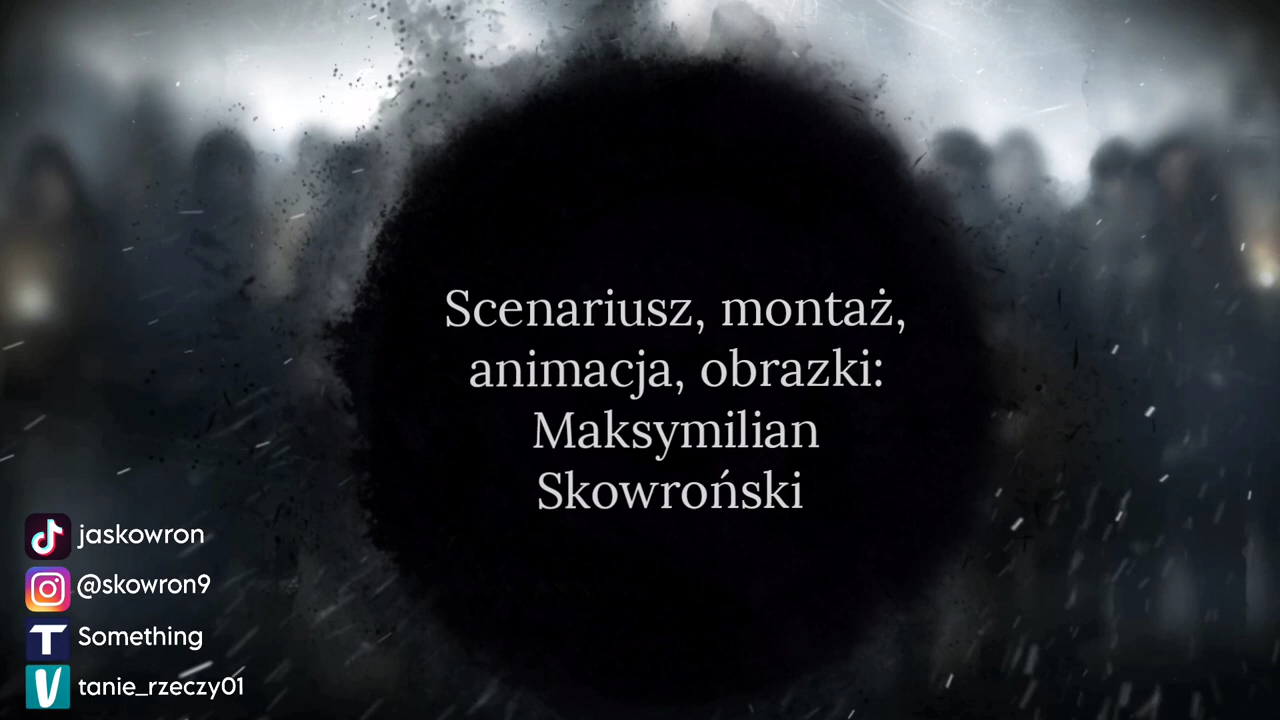 Scenariusz, montaż,
animacja, obrazki:
Maksymilian
Skowroński
jaskowron
@skowron9
Something
tanie_rzeczy01